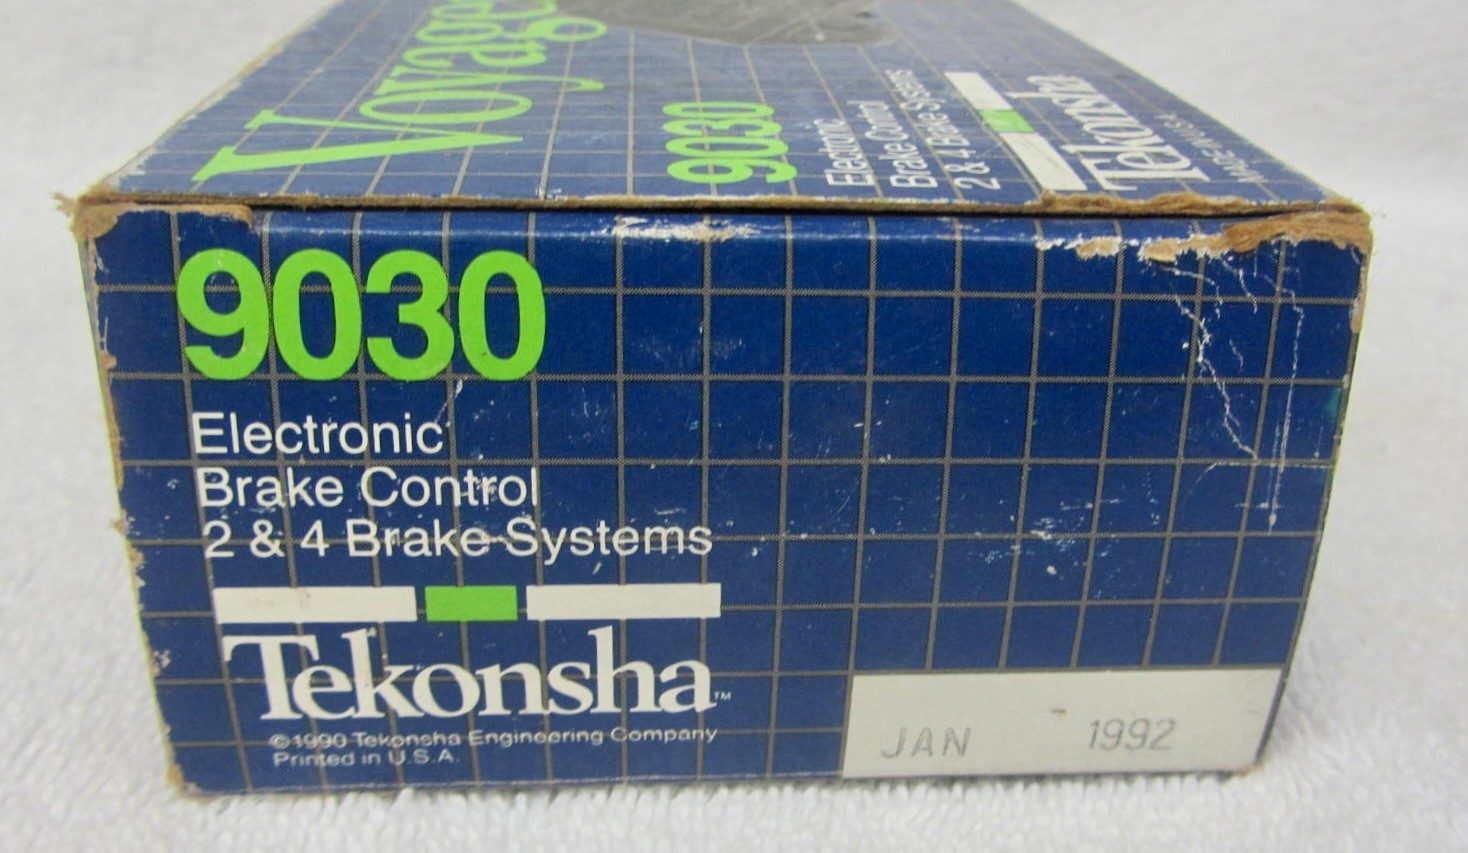 Voyage
9030
Electronic
Brake Control
2 & 4 Brake Systems
Tekonsha
9030
Electronic
Brake Control
2 & 4 Brake Systems
Tekonsha™
©1990 Tekonsha Engineering Company
Printed in U.S.A.
JAN 1992